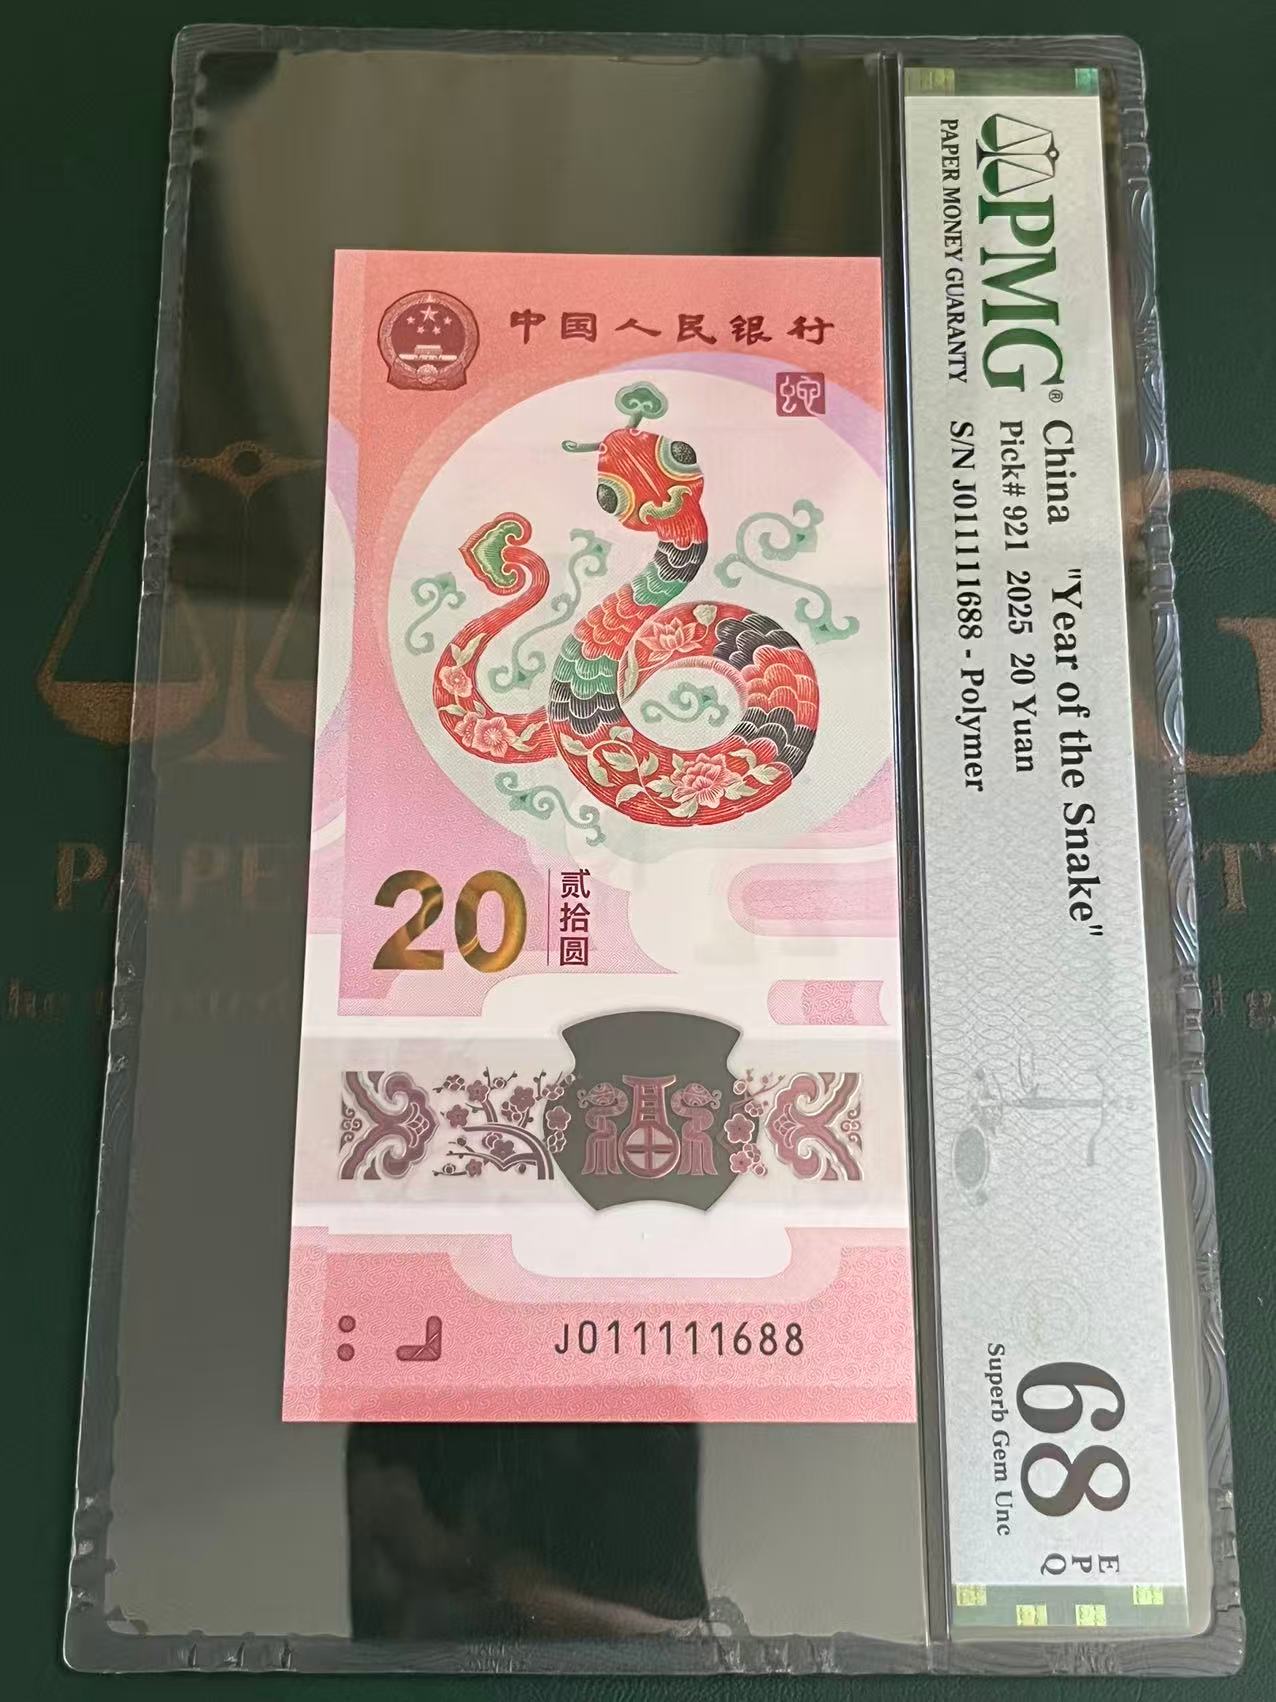 中国人民银行
蛇
20
贰拾圆
J011111688
PMG®
PAPER MONEY GUARANTY
China "Year of the Snake"
Pick# 921 2025 20 Yuan
S/N J011111688 - Polymer
68
EPQ
Superb Gem Unc
G
PAPE